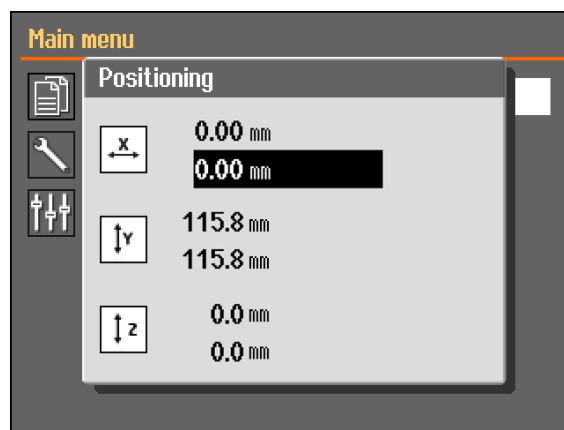 Main menu
Positioning
X 0.00 mm
0.00 mm
Y 115.8 mm
115.8 mm
Z 0.0 mm
0.0 mm